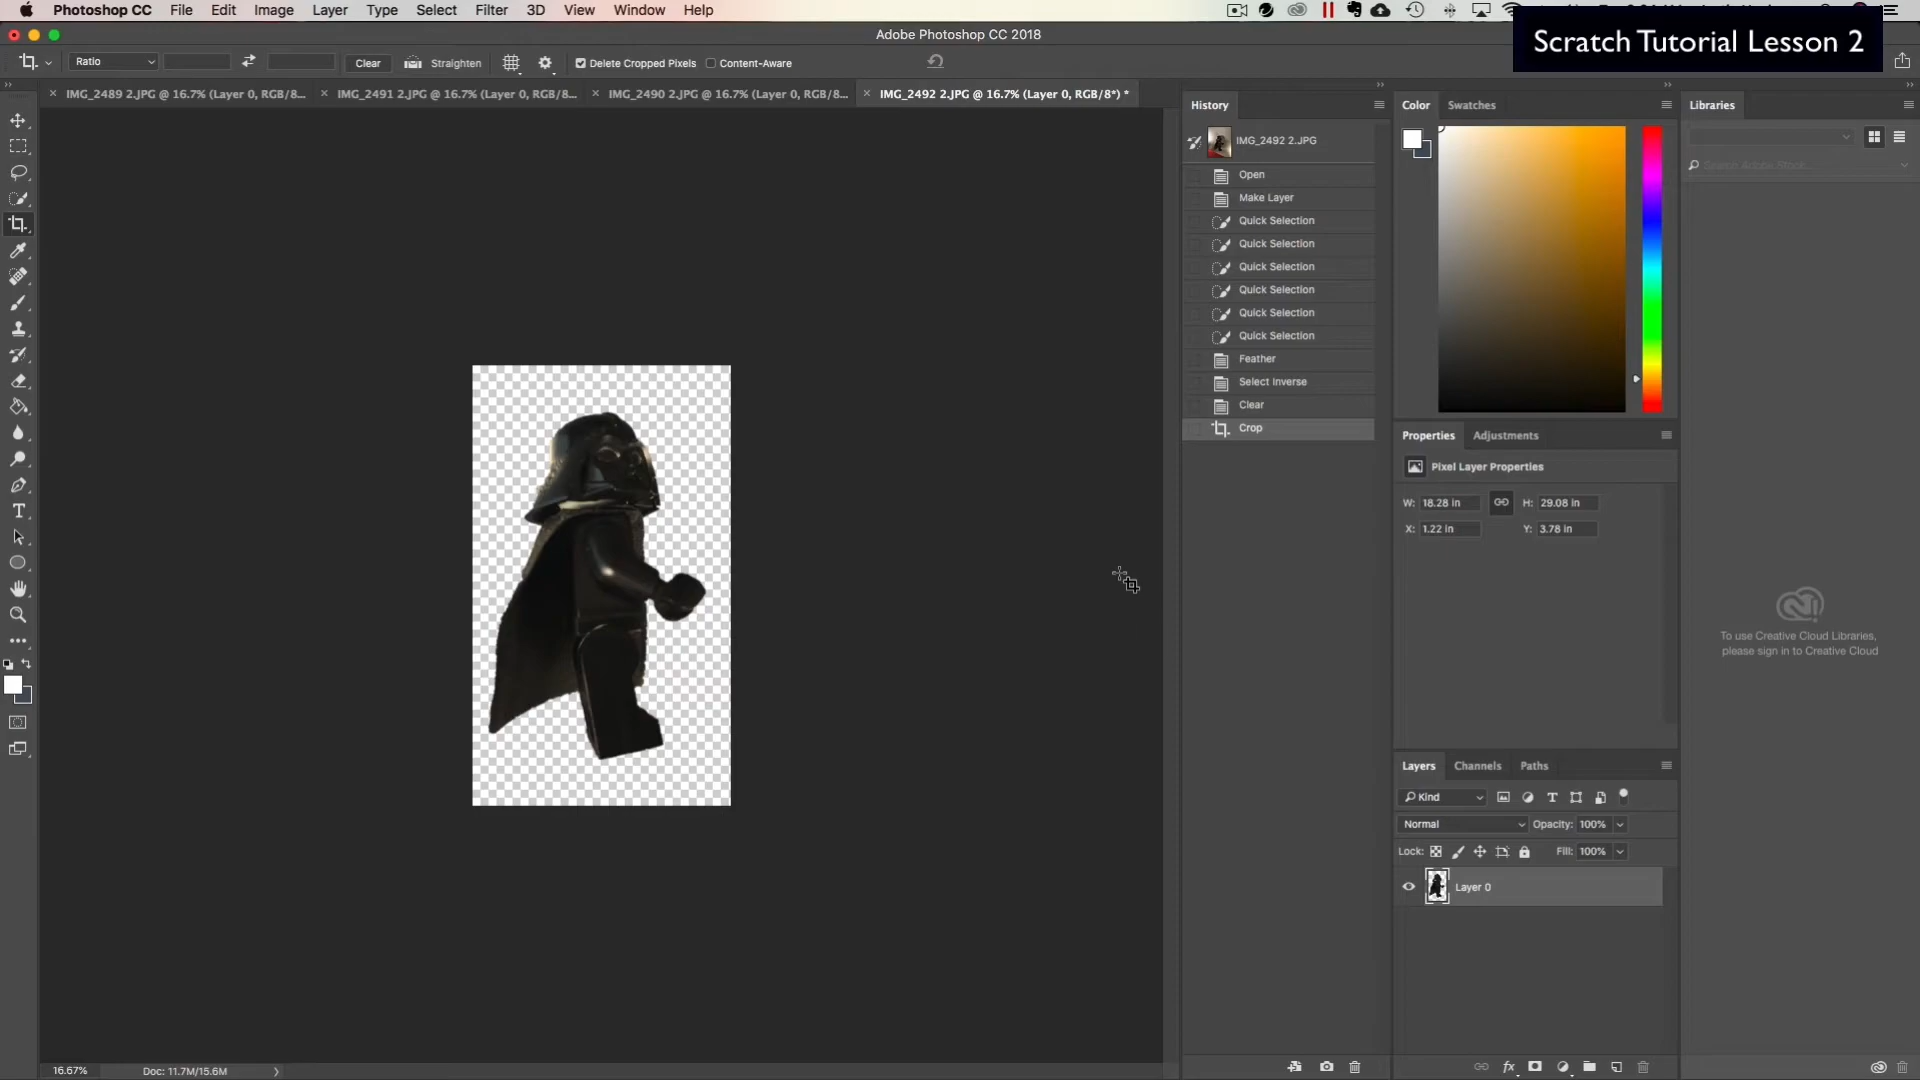 Photoshop CC File Edit Image Layer Type Select Filter 3D View Window Help
Scratch Tutorial Lesson 2
Adobe Photoshop CC 2018
Ratio Clear Straighten Delete Cropped Pixels Content-Aware
IMG_2489 2.JPG @ 16.7% (Layer 0, RGB/8... IMG_2491 2.JPG @ 16.7% (Layer 0, RGB/8... IMG_2490 2.JPG @ 16.7% (Layer 0, RGB/8... IMG_2492 2.JPG @ 16.7% (Layer 0, RGB/8*) *
History
IMG_2492 2.JPG
Open
Make Layer
Quick Selection
Quick Selection
Quick Selection
Quick Selection
Quick Selection
Quick Selection
Feather
Select Inverse
Clear
Crop
Color Swatches
Properties Adjustments
Pixel Layer Properties
W: 18.28 in H: 29.08 in
X: 1.22 in Y: 3.78 in
Layers Channels Paths
Kind
Normal Opacity: 100%
Lock: Fill: 100%
Layer 0
fx
Libraries
Search Adobe Stock...
To use Creative Cloud Libraries,
please sign in to Creative Cloud
16.67% Doc: 11.7M/15.6M